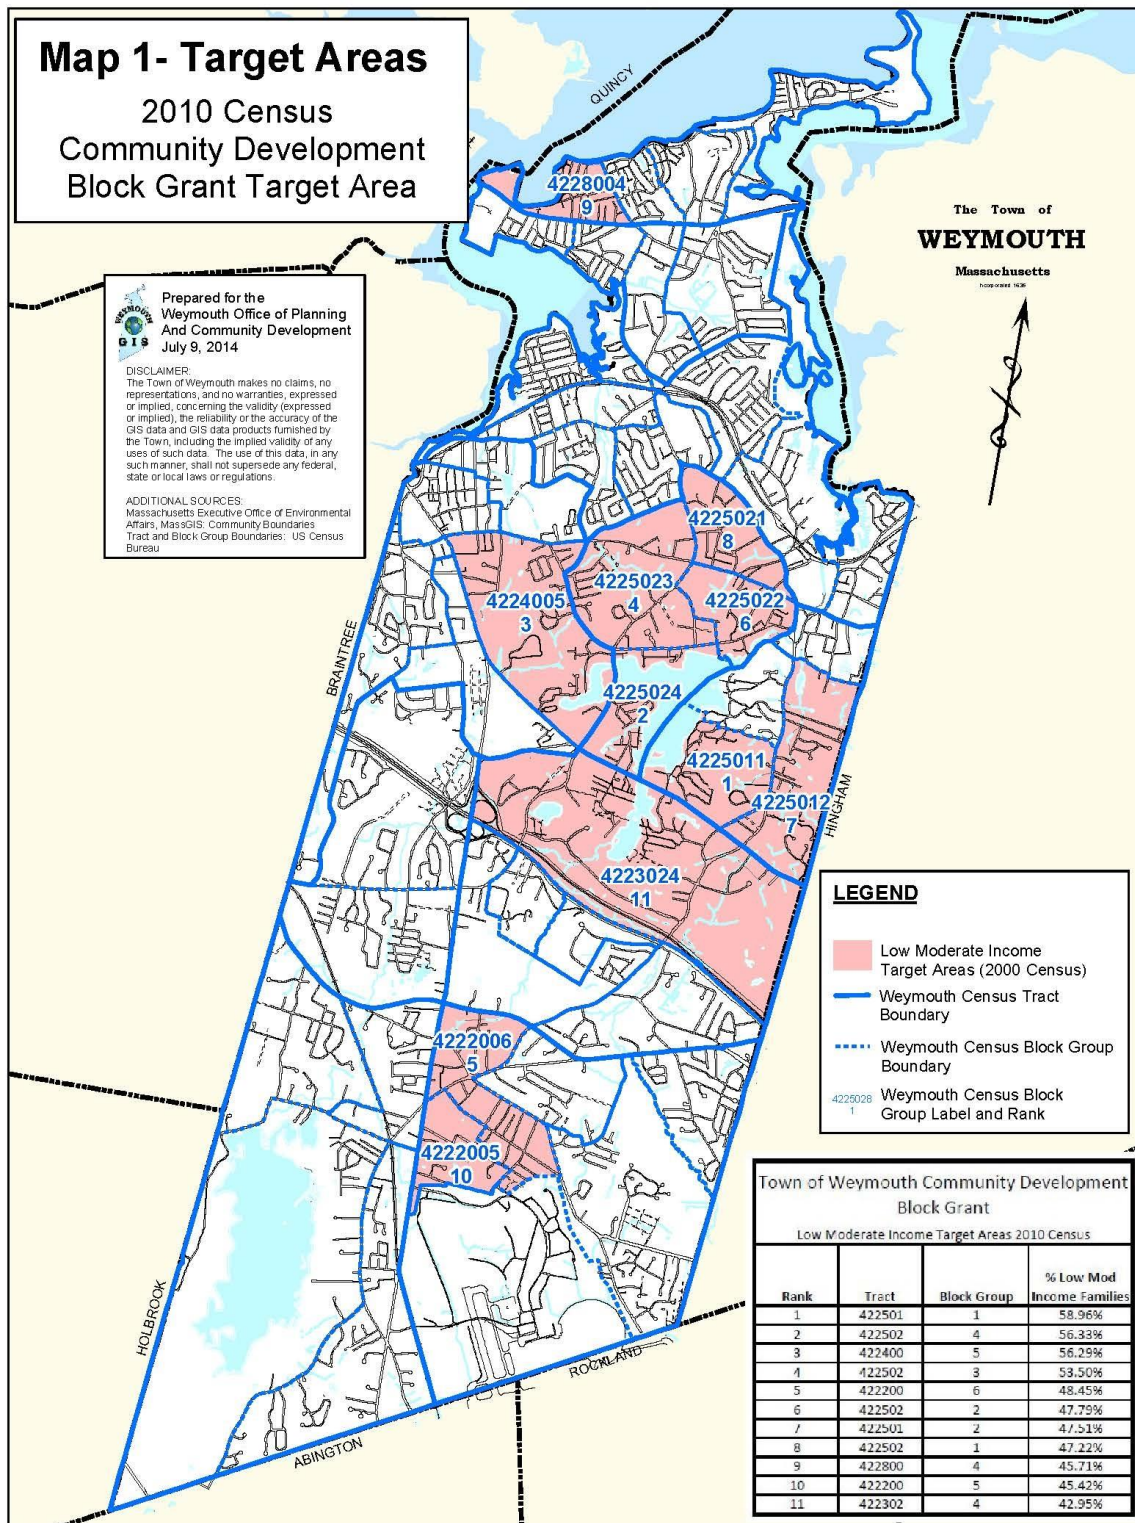 Map 1- Target Areas
2010 Census
Community Development
Block Grant Target Area
QUINCY
The Town of
WEYMOUTH
Massachusetts
Incorporated 1635
WEYMOUTH
GIS
Prepared for the
Weymouth Office of Planning
And Community Development
July 9, 2014
DISCLAIMER:
The Town of Weymouth makes no claims, no
representations, and no warranties, expressed
or implied, concerning the validity (expressed
or implied), the reliability or the accuracy of the
GIS data and GIS data products furnished by
the Town, including the implied validity of any
uses of such data. The use of this data, in any
such manner, shall not supersede any federal,
state or local laws or regulations.
ADDITIONAL SOURCES:
Massachusetts Executive Office of Environmental
Affairs, MassGIS: Community Boundaries
Tract and Block Group Boundaries: US Census
Bureau
4228004
9
4225021
8
4225023
4
4224005
3
4225022
6
4225024
2
4225011
1
4225012
7
4223024
11
4222006
5
4222005
10
BRAINTREE
HINGHAM
HOLBROOK
ABINGTON
ROCKLAND
LEGEND
Low Moderate Income
Target Areas (2000 Census)
Weymouth Census Tract
Boundary
Weymouth Census Block Group
Boundary
4225028
1
Weymouth Census Block
Group Label and Rank
Town of Weymouth Community Development
Block Grant
Low Moderate Income Target Areas 2010 Census
Rank Tract Block Group % Low Mod Income Families
1 422501 1 58.96%
2 422502 4 56.33%
3 422400 5 56.29%
4 422502 3 53.50%
5 422200 6 48.45%
6 422502 2 47.79%
7 422501 2 47.51%
8 422502 1 47.22%
9 422800 4 45.71%
10 422200 5 45.42%
11 422302 4 42.95%